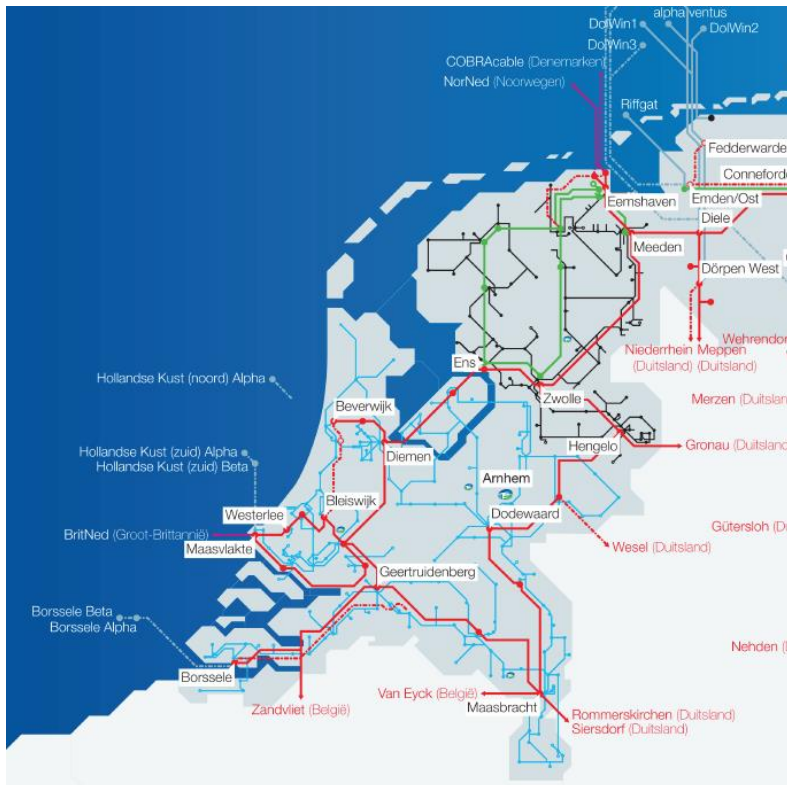 alpha ventus
DolWin1
DolWin2
DolWin3
COBRAcable (Denemarken)
NorNed (Noorwegen)
Riffgat
Fedderwarde
Conneforde
Eemshaven
Emden/Ost
Diele
Meeden
Dörpen West
Wehrendor
Niederrhein Meppen
(Duitsland) (Duitsland)
Ens
Hollandse Kust (noord) Alpha
Zwolle
Merzen (Duitsland
Beverwijk
Hengelo
Gronau (Duitsland
Diemen
Hollandse Kust (zuid) Alpha
Hollandse Kust (zuid) Beta
Arnhem
Bleiswijk
Westerlee
Dodewaard
BritNed (Groot-Brittannië)
Maasvlakte
Gütersloh (D
Wesel (Duitsland)
Geertruidenberg
Borssele Beta
Borssele Alpha
Nehden (
Borssele
Zandvliet (België)
Van Eyck (België)
Maasbracht
Rommerskirchen (Duitsland)
Siersdorf (Duitsland)